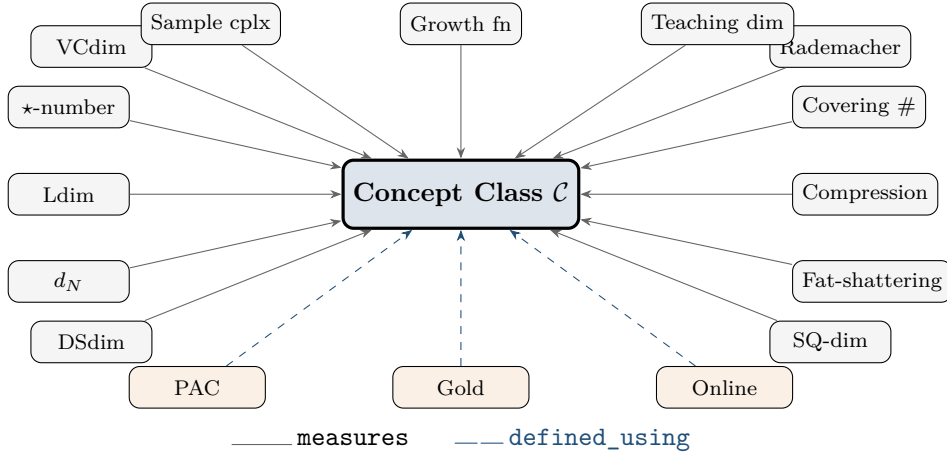 Sample cplx
Growth fn
Teaching dim
VCdim
Rademacher
⋆-number
Covering #
Concept Class 𝒞
Ldim
Compression
d_N
Fat-shattering
DSdim
SQ-dim
PAC
Gold
Online
measures
defined_using